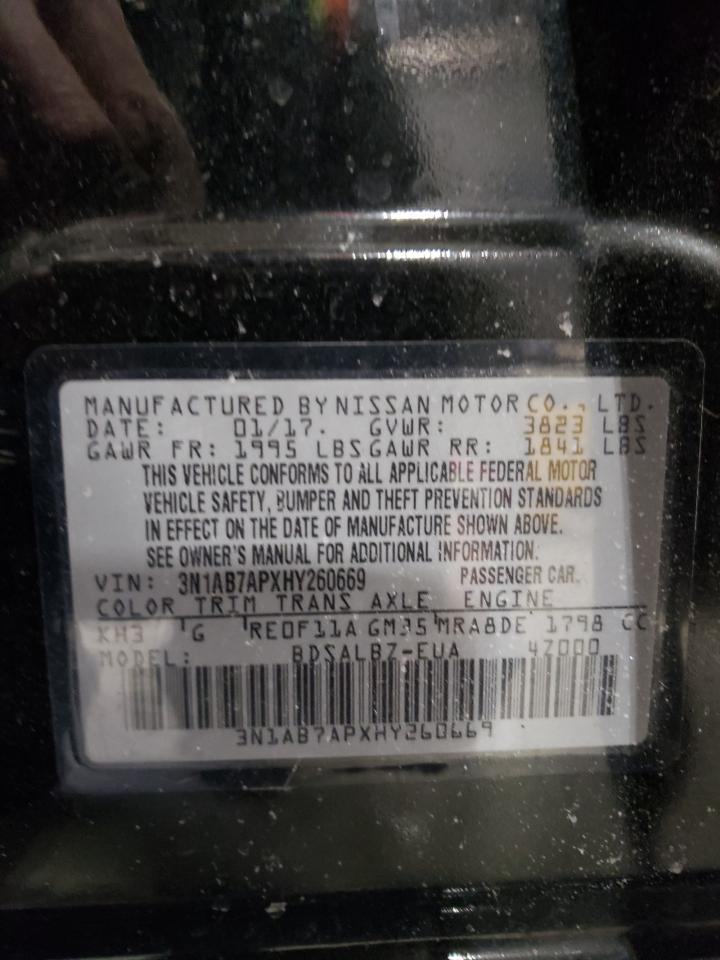 MANUFACTURED BY NISSAN MOTOR CO., LTD.
DATE: 01/17. GVWR: 3823 LBS
GAWR FR: 1995 LBS GAWR RR: 1841 LBS
THIS VEHICLE CONFORMS TO ALL APPLICABLE FEDERAL MOTOR
VEHICLE SAFETY, BUMPER AND THEFT PREVENTION STANDARDS
IN EFFECT ON THE DATE OF MANUFACTURE SHOWN ABOVE.
SEE OWNER'S MANUAL FOR ADDITIONAL INFORMATION.
VIN: 3N1AB7APXHY260669 PASSENGER CAR.
COLOR TRIM TRANS AXLE ENGINE
KH3 G RE0F11A GM35 MRA8DE 1798 CC
MODEL: BDSALBZ-EUA 4Z000
3N1AB7APXHY260669